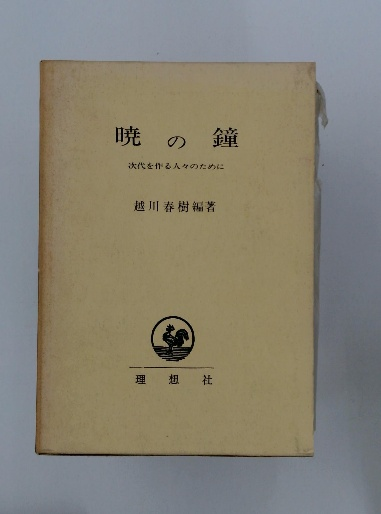 暁の鐘
次代を作る人々のために
越川春樹編著
理想社